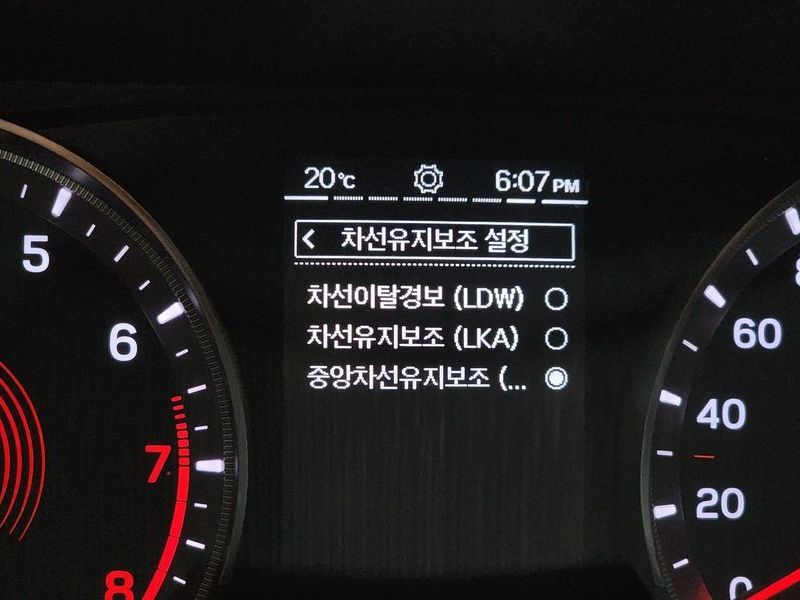 20℃ 6:07 PM
차선유지보조 설정
차선이탈경보 (LDW)
차선유지보조 (LKA)
중앙차선유지보조 (...
5
6
7
8
60
40
20
0